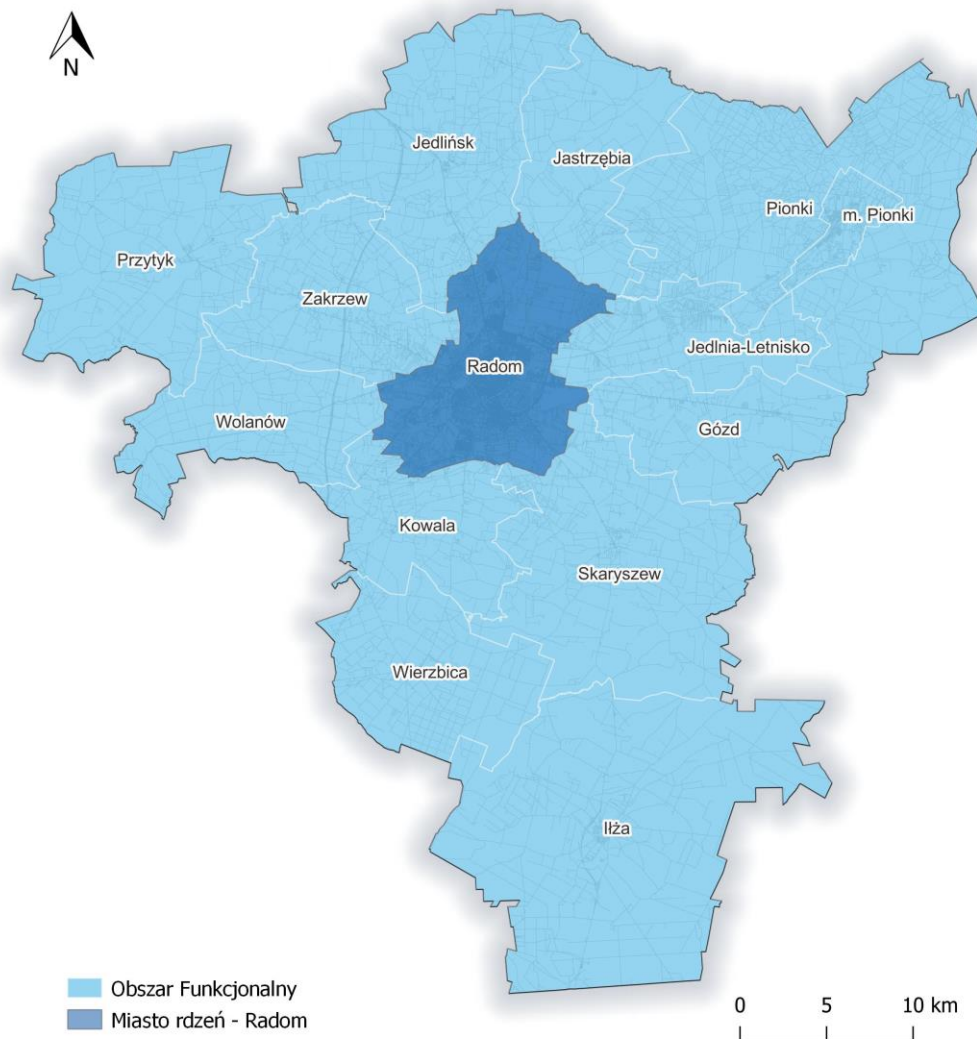 N
Jedlińsk
Jastrzębia
Pionki
m. Pionki
Przytyk
Zakrzew
Jedlnia-Letnisko
Radom
Wolanów
Gózd
Kowala
Skaryszew
Wierzbica
Iłża
Obszar Funkcjonalny
Miasto rdzeń - Radom
0 5 10 km